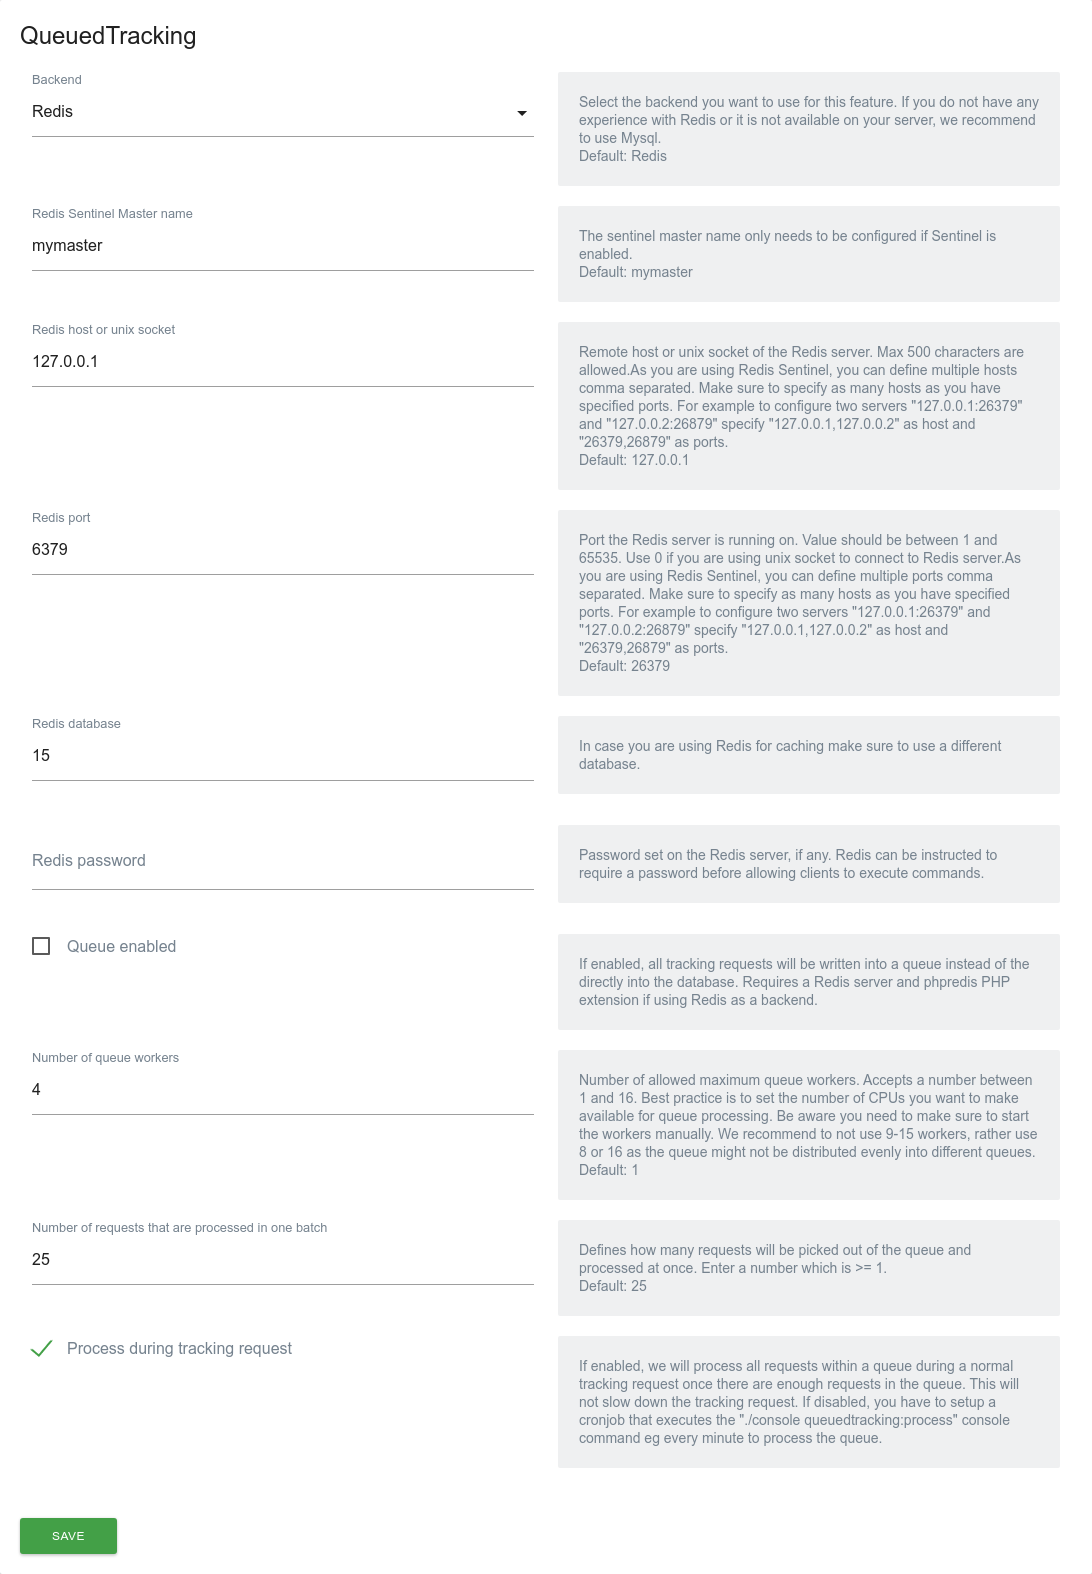 QueuedTracking
Backend
Redis
Select the backend you want to use for this feature. If you do not have any
experience with Redis or it is not available on your server, we recommend
to use Mysql.
Default: Redis
Redis Sentinel Master name
mymaster
The sentinel master name only needs to be configured if Sentinel is
enabled.
Default: mymaster
Redis host or unix socket
127.0.0.1
Remote host or unix socket of the Redis server. Max 500 characters are
allowed.As you are using Redis Sentinel, you can define multiple hosts
comma separated. Make sure to specify as many hosts as you have
specified ports. For example to configure two servers "127.0.0.1:26379"
and "127.0.0.2:26879" specify "127.0.0.1,127.0.0.2" as host and
"26379,26879" as ports.
Default: 127.0.0.1
Redis port
6379
Port the Redis server is running on. Value should be between 1 and
65535. Use 0 if you are using unix socket to connect to Redis server.As
you are using Redis Sentinel, you can define multiple ports comma
separated. Make sure to specify as many hosts as you have specified
ports. For example to configure two servers "127.0.0.1:26379" and
"127.0.0.2:26879" specify "127.0.0.1,127.0.0.2" as host and
"26379,26879" as ports.
Default: 26379
Redis database
15
In case you are using Redis for caching make sure to use a different
database.
Redis password
Password set on the Redis server, if any. Redis can be instructed to
require a password before allowing clients to execute commands.
Queue enabled
If enabled, all tracking requests will be written into a queue instead of the
directly into the database. Requires a Redis server and phpredis PHP
extension if using Redis as a backend.
Number of queue workers
4
Number of allowed maximum queue workers. Accepts a number between
1 and 16. Best practice is to set the number of CPUs you want to make
available for queue processing. Be aware you need to make sure to start
the workers manually. We recommend to not use 9-15 workers, rather use
8 or 16 as the queue might not be distributed evenly into different queues.
Default: 1
Number of requests that are processed in one batch
25
Defines how many requests will be picked out of the queue and
processed at once. Enter a number which is >= 1.
Default: 25
Process during tracking request
If enabled, we will process all requests within a queue during a normal
tracking request once there are enough requests in the queue. This will
not slow down the tracking request. If disabled, you have to setup a
cronjob that executes the "./console queuedtracking:process" console
command eg every minute to process the queue.
SAVE